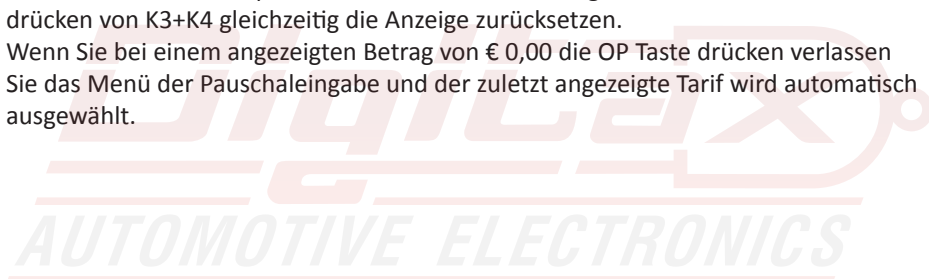 drücken von K3+K4 gleichzeitig die Anzeige zurücksetzen.
Wenn Sie bei einem angezeigten Betrag von € 0,00 die OP Taste drücken verlassen
Sie das Menü der Pauschaleingabe und der zuletzt angezeigte Tarif wird automatisch
ausgewählt.
Digitax
AUTOMOTIVE ELECTRONICS